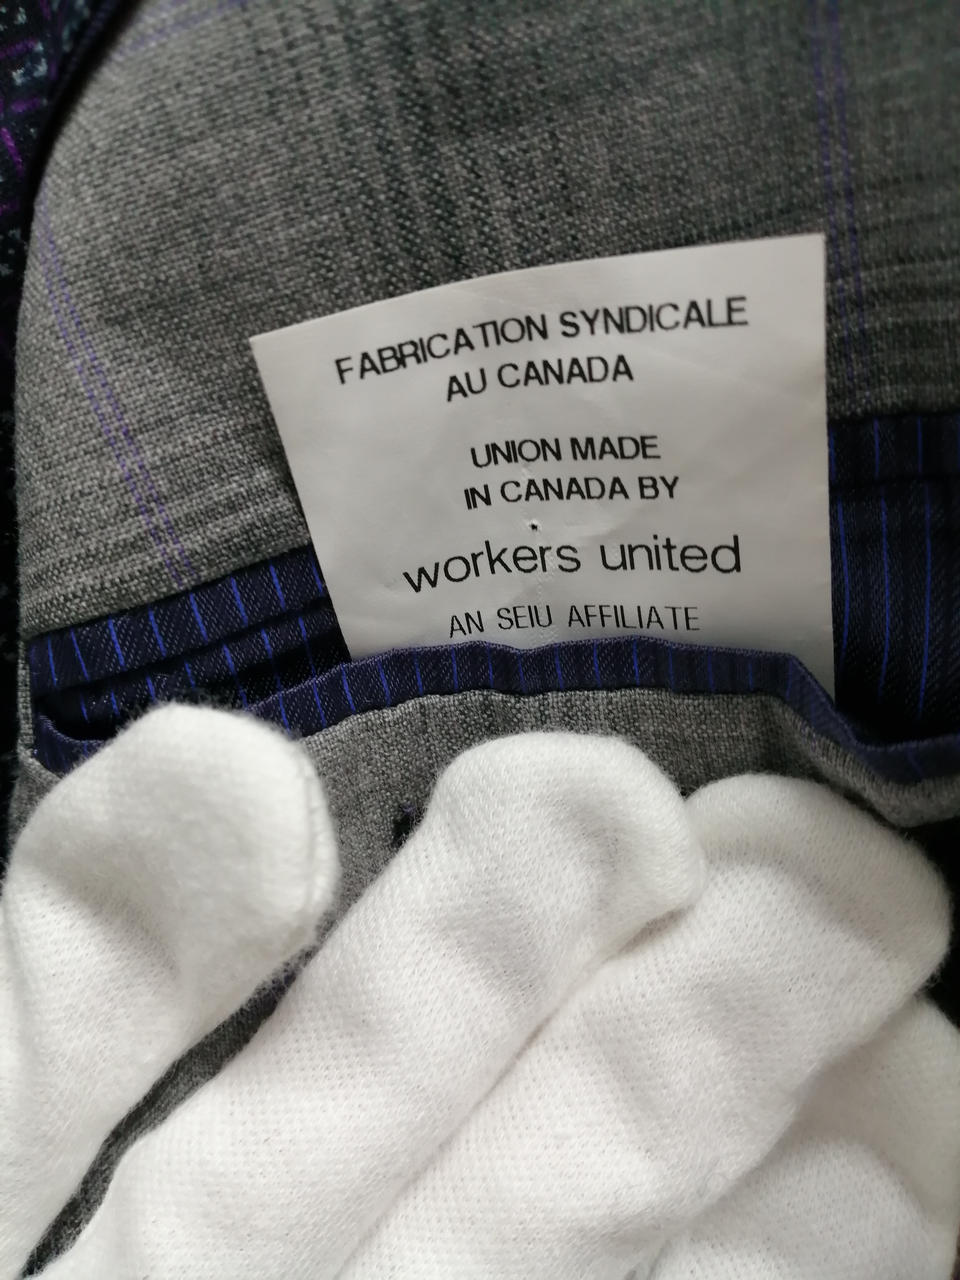 FABRICATION SYNDICALE
AU CANADA
UNION MADE
IN CANADA BY
workers united
AN SEIU AFFILIATE